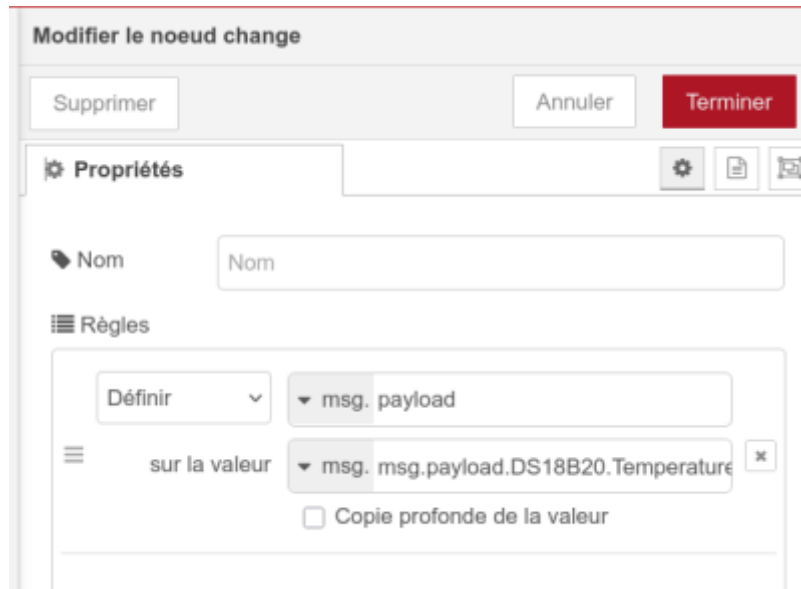 Modifier le noeud change
Supprimer
Annuler
Terminer
Propriétés
Nom
Nom
Règles
Définir
msg. payload
sur la valeur
msg. msg.payload.DS18B20.Temperature
Copie profonde de la valeur